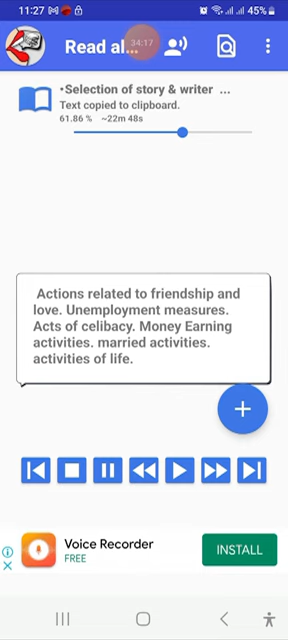 11:27
45%
Read al...
34:17
•Selection of story & writer ...
Text copied to clipboard.
61.86 % ~22m 48s
Actions related to friendship and
love. Unemployment measures.
Acts of celibacy. Money Earning
activities. married activities.
activities of life.
+
Voice Recorder
FREE
INSTALL